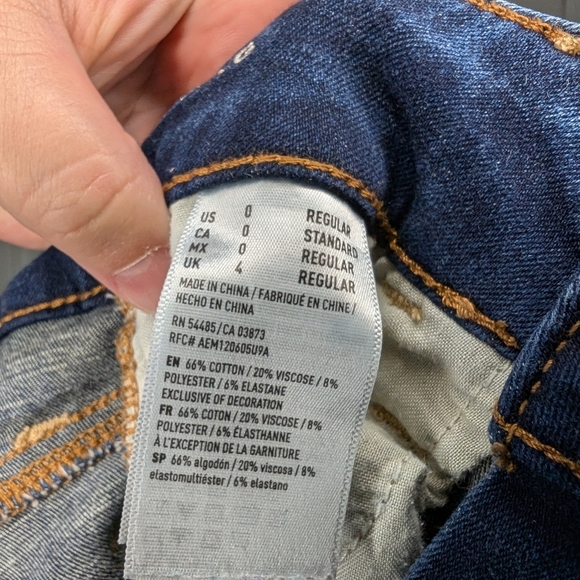 US 0 REGULAR
CA 0 STANDARD
MX 0 REGULAR
UK 4 REGULAR
MADE IN CHINA / FABRIQUÉ EN CHINE/
HECHO EN CHINA
RN 54485/CA 03873
RFC# AEM120605U9A
EN 66% COTTON / 20% VISCOSE / 8%
POLYESTER / 6% ELASTANE
EXCLUSIVE OF DECORATION
FR 66% COTON / 20% VISCOSE / 8%
POLYESTER / 6% ÉLASTHANNE
À L'EXCEPTION DE LA GARNITURE
SP 66% algodón / 20% viscosa / 8%
elastomultiéster / 6% elastano